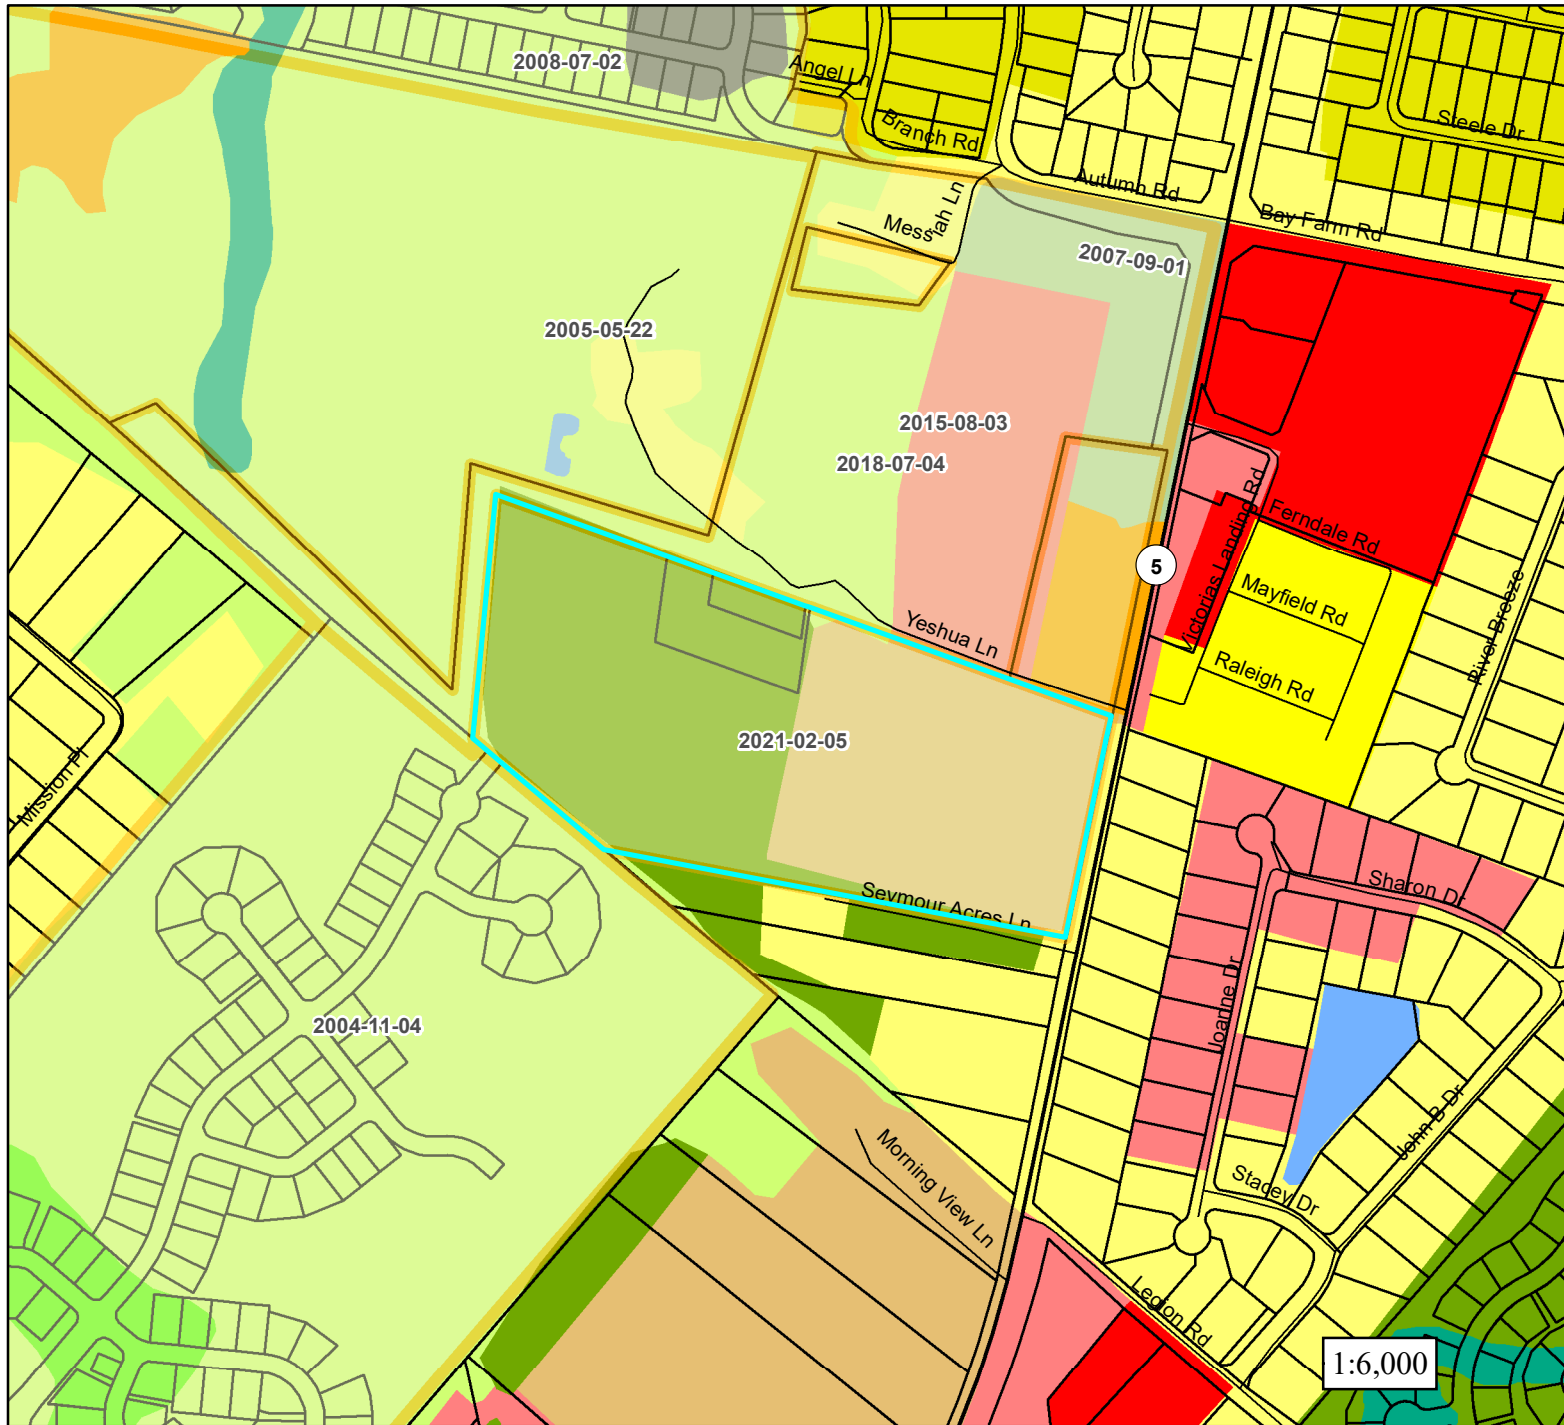 2008-07-02
Angel Ln
Branch Rd
Steele Dr
Autumn Rd
Messiah Ln
Bay Farm Rd
2007-09-01
2005-05-22
2015-08-03
2018-07-04
Victorias Landing Rd
Ferndale Rd
5
Mayfield Rd
River Breeze
Yeshua Ln
Raleigh Rd
2021-02-05
Mission Pl
Sharon Dr
Seymour Acres Ln
Joanne Dr
2004-11-04
John B Dr
Morning View Ln
Stacey Dr
Legion Rd
1:6,000